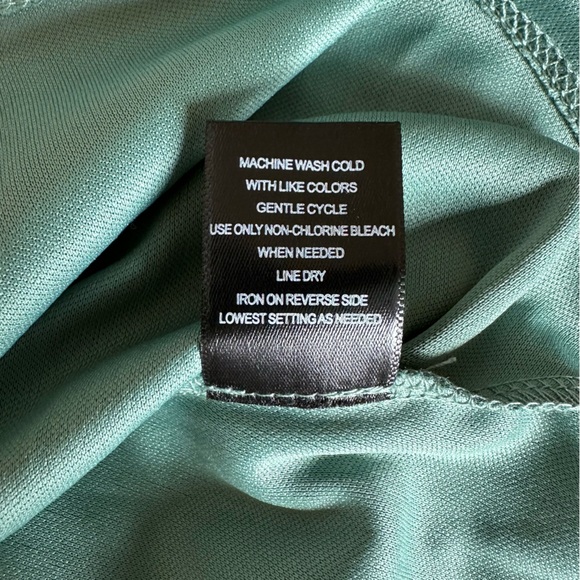 MACHINE WASH COLD
WITH LIKE COLORS
GENTLE CYCLE
USE ONLY NON-CHLORINE BLEACH
WHEN NEEDED
LINE DRY
IRON ON REVERSE SIDE
LOWEST SETTING AS NEEDED